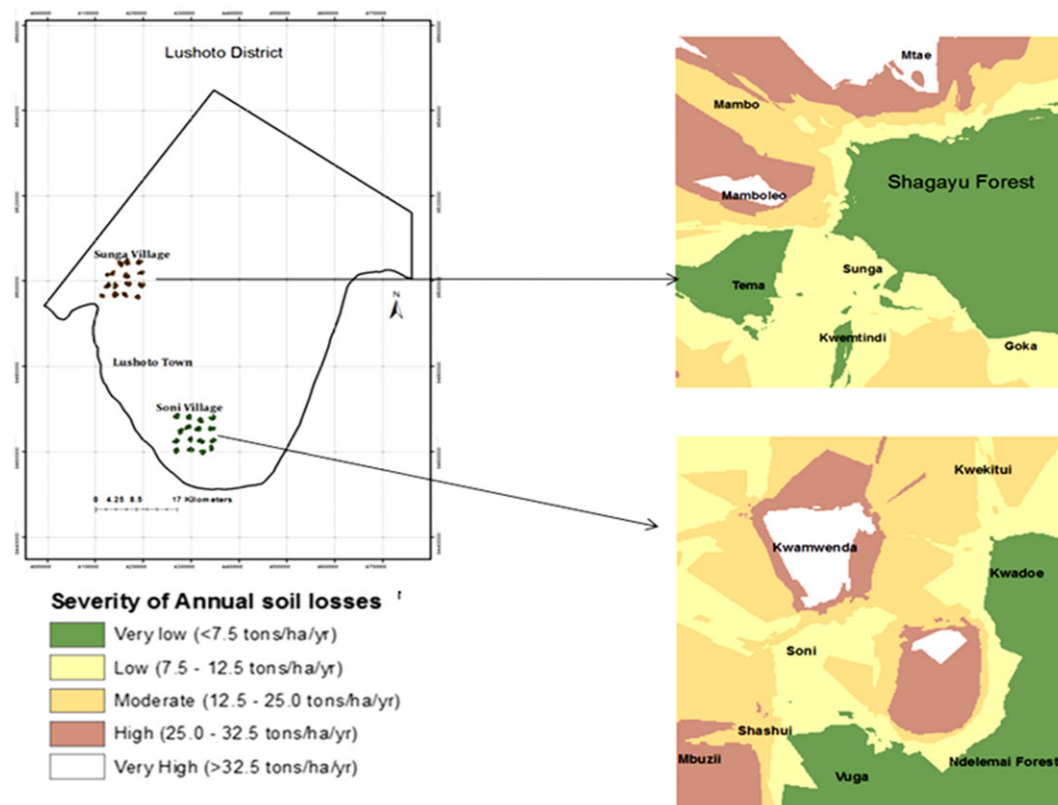 Lushoto District
Sunga Village
N
Lushoto Town
Soni Village
0 4.25 8.5 17 Kilometers
Severity of Annual soil losses
Very low (<7.5 tons/ha/yr)
Low (7.5 - 12.5 tons/ha/yr)
Moderate (12.5 - 25.0 tons/ha/yr)
High (25.0 - 32.5 tons/ha/yr)
Very High (>32.5 tons/ha/yr)
Mtae
Mambo
Shagayu Forest
Mamboleo
Sunga
Tema
Kwemtindi
Goka
Kwekitui
Kwamwenda
Kwadoe
Soni
Shashui
Mbuzii
Ndelemai Forest
Vuga